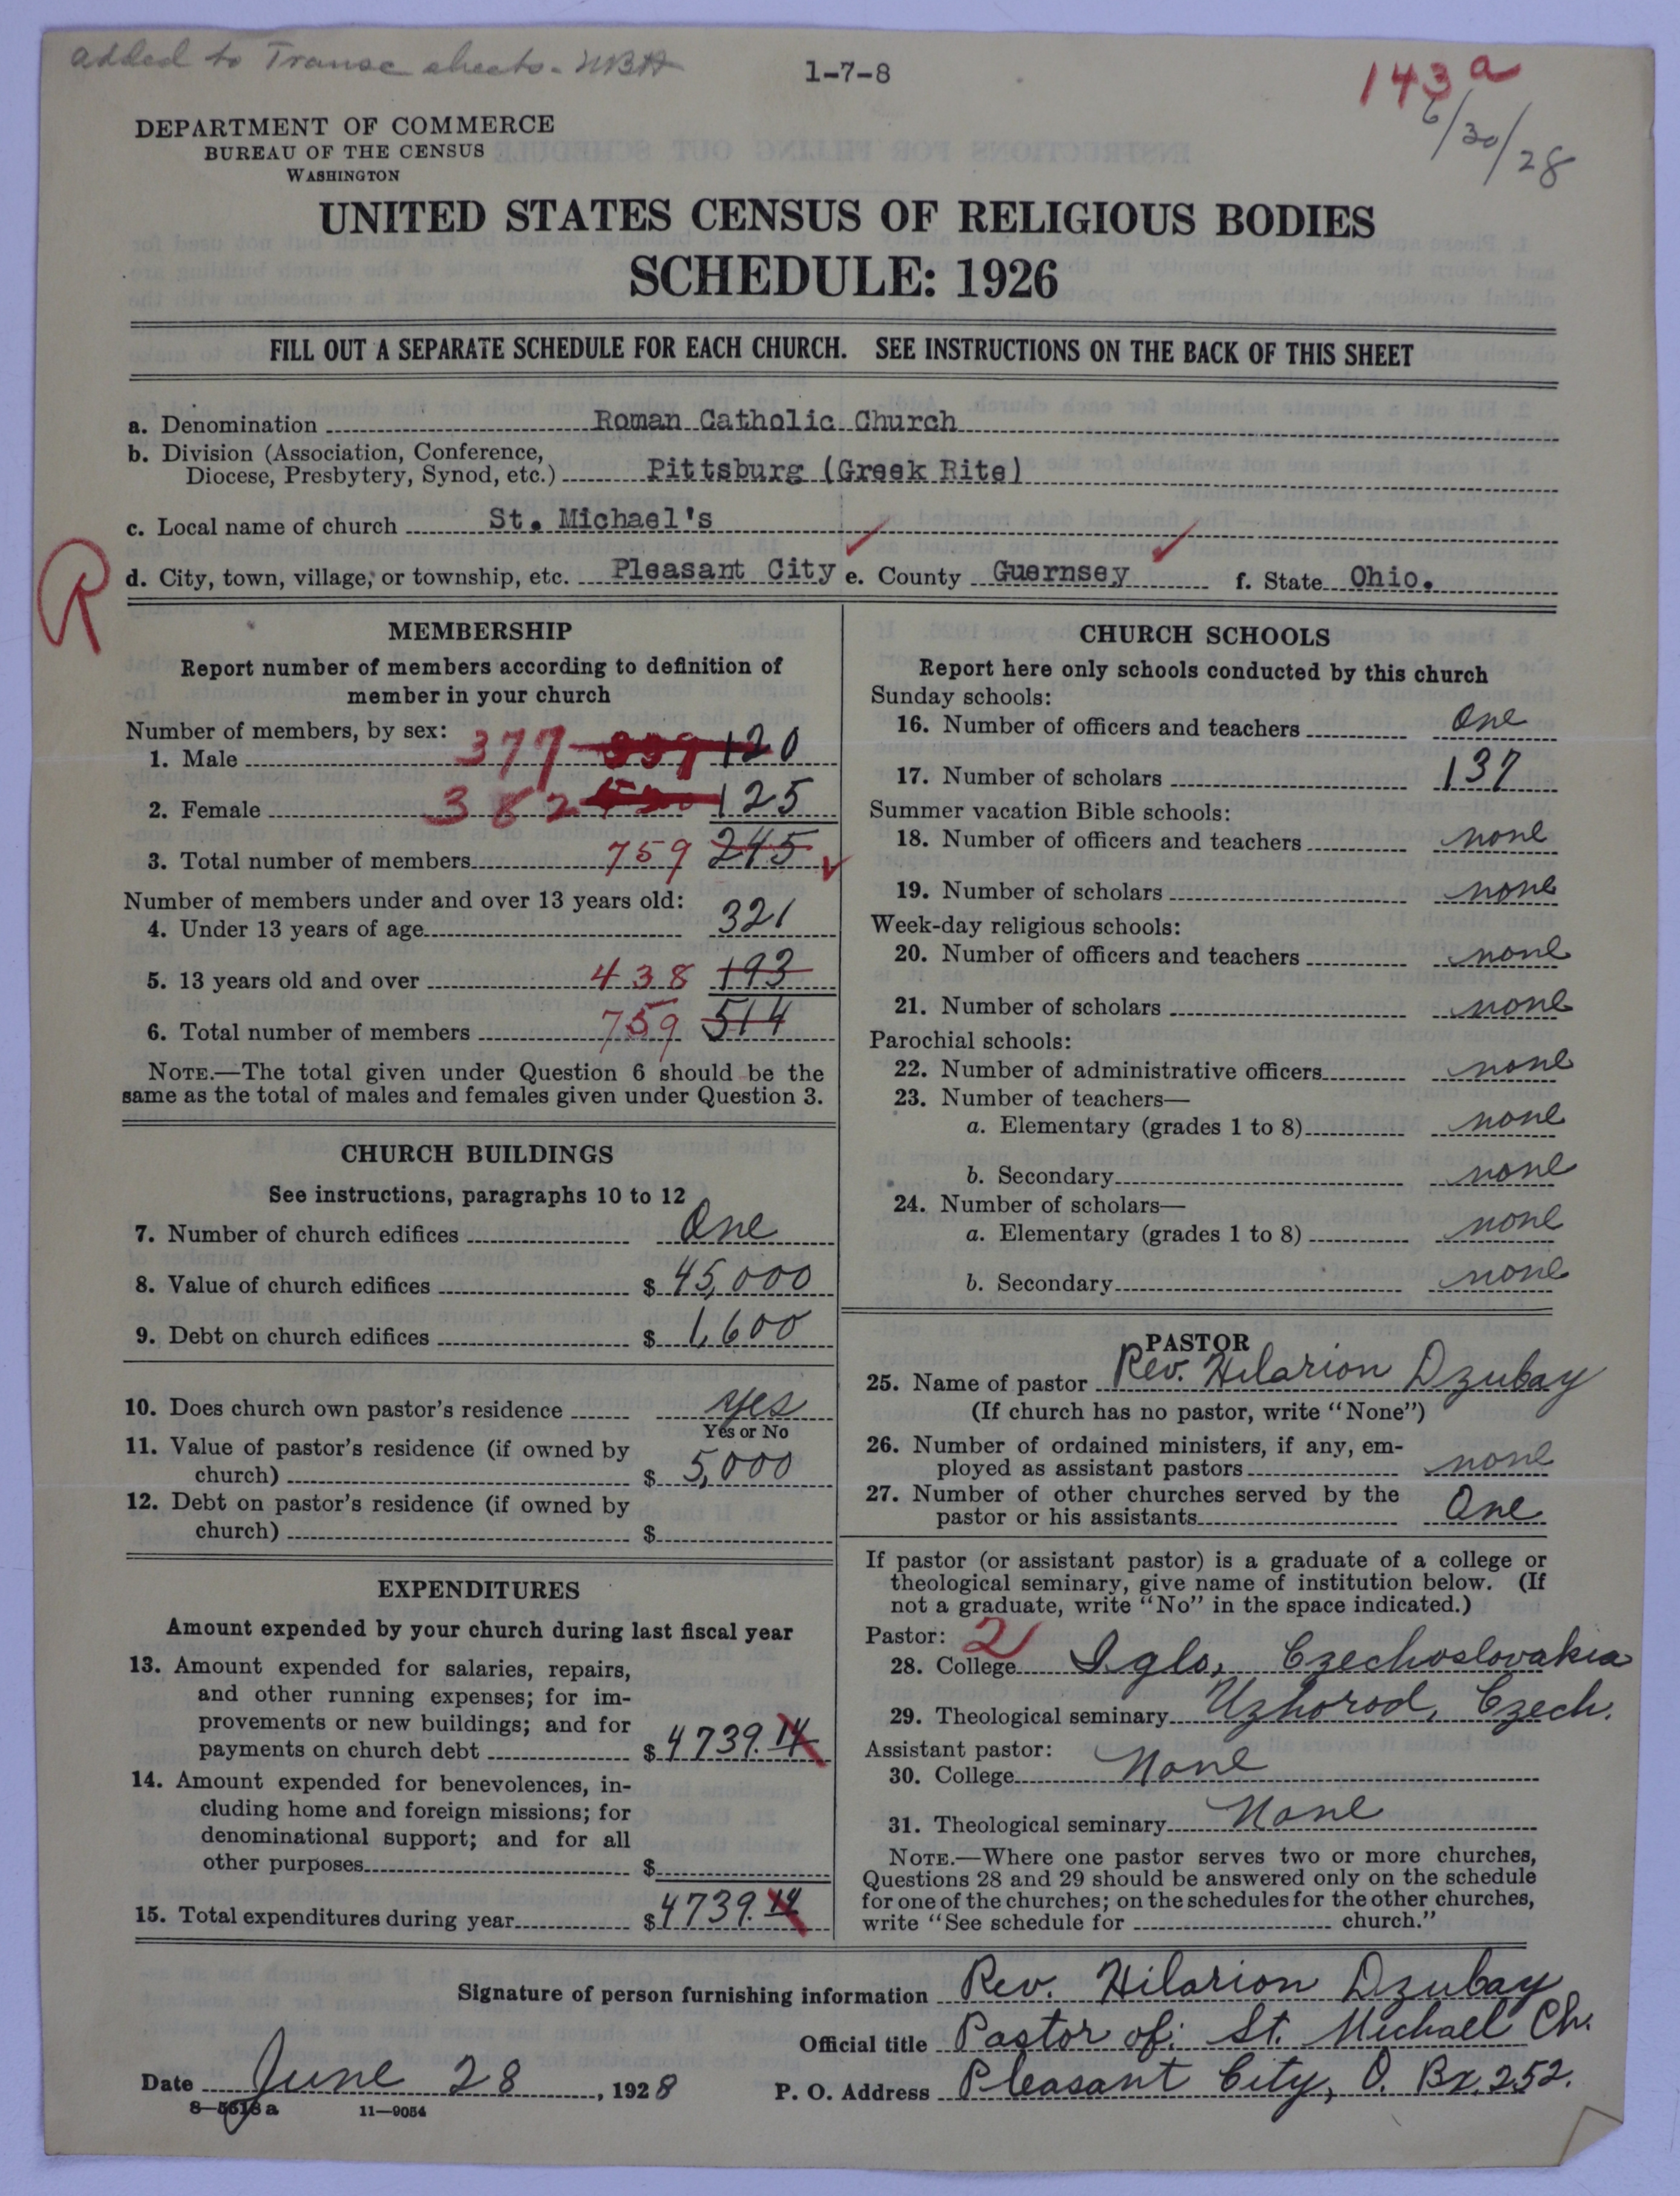 added to Transc sheets.
1-7-8
143 a
6/30/28
DEPARTMENT OF COMMERCE
BUREAU OF THE CENSUS
WASHINGTON
UNITED STATES CENSUS OF RELIGIOUS BODIES
SCHEDULE: 1926
FILL OUT A SEPARATE SCHEDULE FOR EACH CHURCH. SEE INSTRUCTIONS ON THE BACK OF THIS SHEET
a. Denomination Roman Catholic Church
b. Division (Association, Conference,
Diocese, Presbytery, Synod, etc.) Pittsburg (Greek Rite)
c. Local name of church St. Michael's
R
d. City, town, village, or township, etc. Pleasant City e. County Guernsey f. State Ohio.
MEMBERSHIP
Report number of members according to definition of
member in your church
Number of members, by sex:
1. Male 377 120
2. Female 382 125
3. Total number of members 759 245
Number of members under and over 13 years old:
4. Under 13 years of age 321
5. 13 years old and over 438 193
6. Total number of members 759 514
NOTE.—The total given under Question 6 should be the
same as the total of males and females given under Question 3.
CHURCH BUILDINGS
See instructions, paragraphs 10 to 12
7. Number of church edifices One
8. Value of church edifices $ 45,000
9. Debt on church edifices $ 1,600
10. Does church own pastor's residence yes
Yes or No
11. Value of pastor's residence (if owned by
church) $ 5,000
12. Debt on pastor's residence (if owned by
church) $
EXPENDITURES
Amount expended by your church during last fiscal year
13. Amount expended for salaries, repairs,
and other running expenses; for im-
provements or new buildings; and for
payments on church debt $ 4739.14
14. Amount expended for benevolences, in-
cluding home and foreign missions; for
denominational support; and for all
other purposes $
15. Total expenditures during year $ 4739.14
CHURCH SCHOOLS
Report here only schools conducted by this church
Sunday schools:
16. Number of officers and teachers One
17. Number of scholars 137
Summer vacation Bible schools:
18. Number of officers and teachers none
19. Number of scholars none
Week-day religious schools:
20. Number of officers and teachers none
21. Number of scholars none
Parochial schools:
22. Number of administrative officers none
23. Number of teachers—
a. Elementary (grades 1 to 8) none
b. Secondary none
24. Number of scholars—
a. Elementary (grades 1 to 8) none
b. Secondary none
PASTOR
25. Name of pastor Rev. Hilarion Dzubay
(If church has no pastor, write "None")
26. Number of ordained ministers, if any, em-
ployed as assistant pastors none
27. Number of other churches served by the
pastor or his assistants One
If pastor (or assistant pastor) is a graduate of a college or
theological seminary, give name of institution below. (If
not a graduate, write "No" in the space indicated.)
Pastor: 2
28. College Iglo, Czechoslovakia
29. Theological seminary Uzhorod, Czech.
Assistant pastor:
30. College None
31. Theological seminary None
NOTE.—Where one pastor serves two or more churches,
Questions 28 and 29 should be answered only on the schedule
for one of the churches; on the schedules for the other churches,
write "See schedule for church."
Signature of person furnishing information Rev. Hilarion Dzubay
Official title Pastor of: St. Michael Ch.
Date June 28, 1928 P. O. Address Pleasant City, O. Bx. 252.
8—5618 a 11—9054